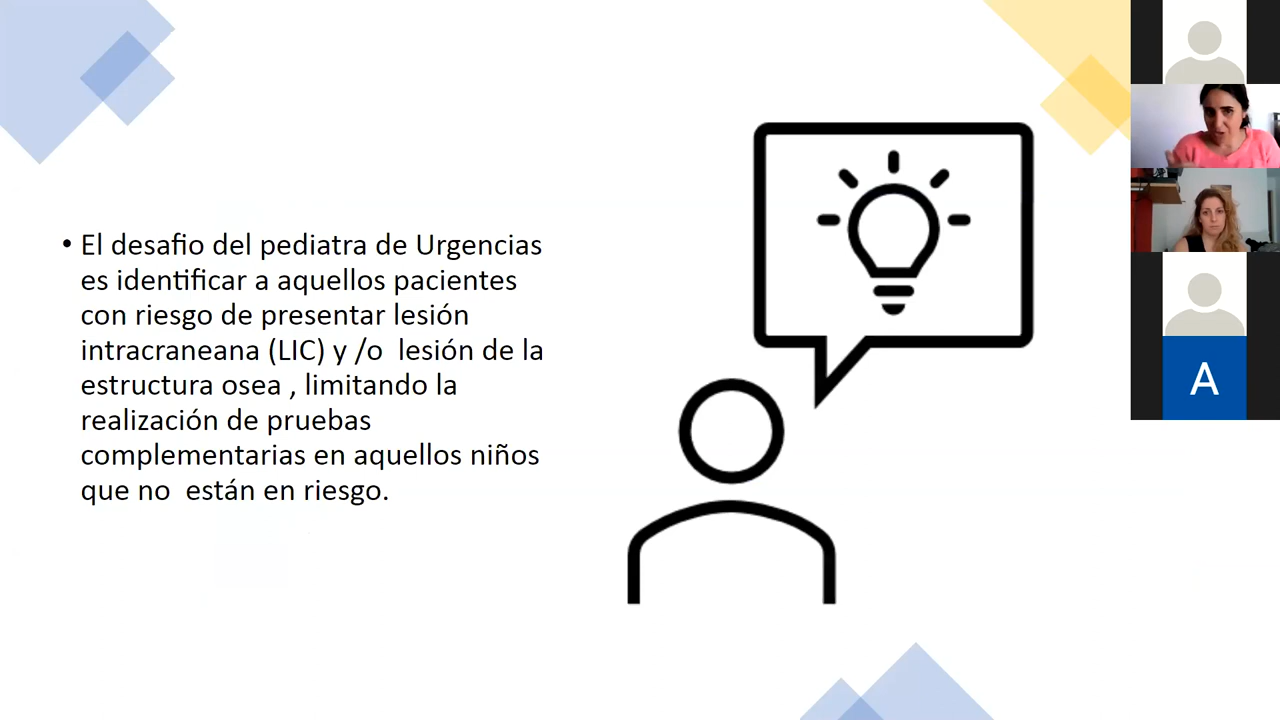 • El desafio del pediatra de Urgencias
es identificar a aquellos pacientes
con riesgo de presentar lesión
intracraneana (LIC) y /o  lesión de la
estructura osea , limitando la
realización de pruebas
complementarias en aquellos niños
que no  están en riesgo.
A